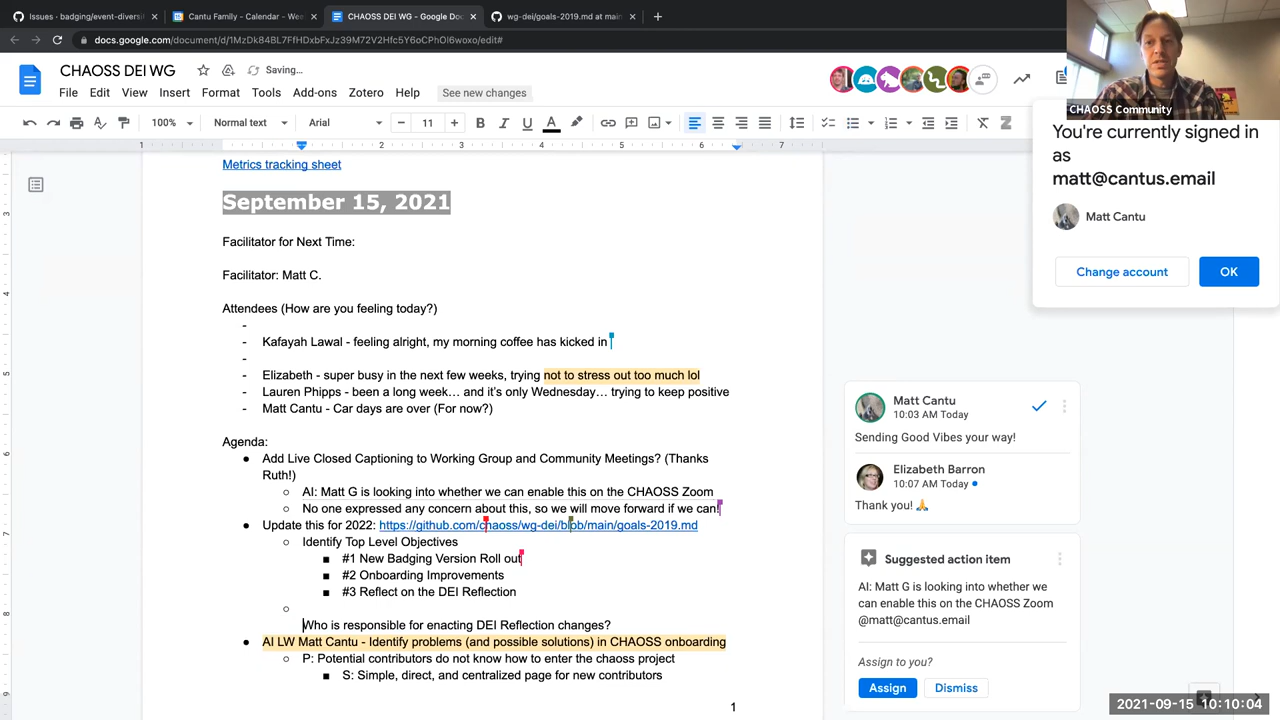 Issues · badging/event-diversi
Cantu Family - Calendar - Wee
CHAOSS DEI WG - Google Doc
wg-dei/goals-2019.md at main
docs.google.com/document/d/1MzDk84BL7FfHDxbFxJz39M72V2Hfc5Y6oCPhOl6woxo/edit#
CHAOSS DEI WG
Saving...
File Edit View Insert Format Tools Add-ons Zotero Help See new changes
100% Normal text Arial 11
CHAOSS Community
You're currently signed in
as
matt@cantus.email
Matt Cantu
Change account OK
1 1 2 3 4 5 6 7
Metrics tracking sheet
September 15, 2021
Facilitator for Next Time:
Facilitator: Matt C.
Attendees (How are you feeling today?)
-
- Kafayah Lawal - feeling alright, my morning coffee has kicked in
-
- Elizabeth - super busy in the next few weeks, trying not to stress out too much lol
- Lauren Phipps - been a long week… and it's only Wednesday… trying to keep positive
- Matt Cantu - Car days are over (For now?)
Agenda:
● Add Live Closed Captioning to Working Group and Community Meetings? (Thanks
Ruth!)
○ AI: Matt G is looking into whether we can enable this on the CHAOSS Zoom
○ No one expressed any concern about this, so we will move forward if we can!
● Update this for 2022: https://github.com/chaoss/wg-dei/blob/main/goals-2019.md
○ Identify Top Level Objectives
■ #1 New Badging Version Roll out
■ #2 Onboarding Improvements
■ #3 Reflect on the DEI Reflection
○
Who is responsible for enacting DEI Reflection changes?
● AI LW Matt Cantu - Identify problems (and possible solutions) in CHAOSS onboarding
○ P: Potential contributors do not know how to enter the chaoss project
■ S: Simple, direct, and centralized page for new contributors
1
Matt Cantu
10:03 AM Today
Sending Good Vibes your way!
Elizabeth Barron
10:07 AM Today
Thank you! 🙏
Suggested action item
AI: Matt G is looking into whether we
can enable this on the CHAOSS Zoom
@matt@cantus.email
Assign to you?
Assign Dismiss
2021-09-15 10:10:04